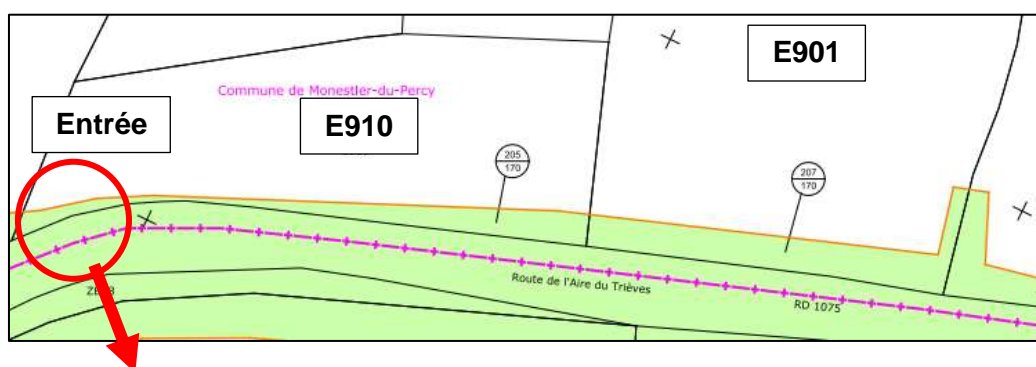 E901
Commune de Monestier-du-Percy
Entrée
E910
205
170
207
170
Route de l'Aire du Trièves
RD 1075